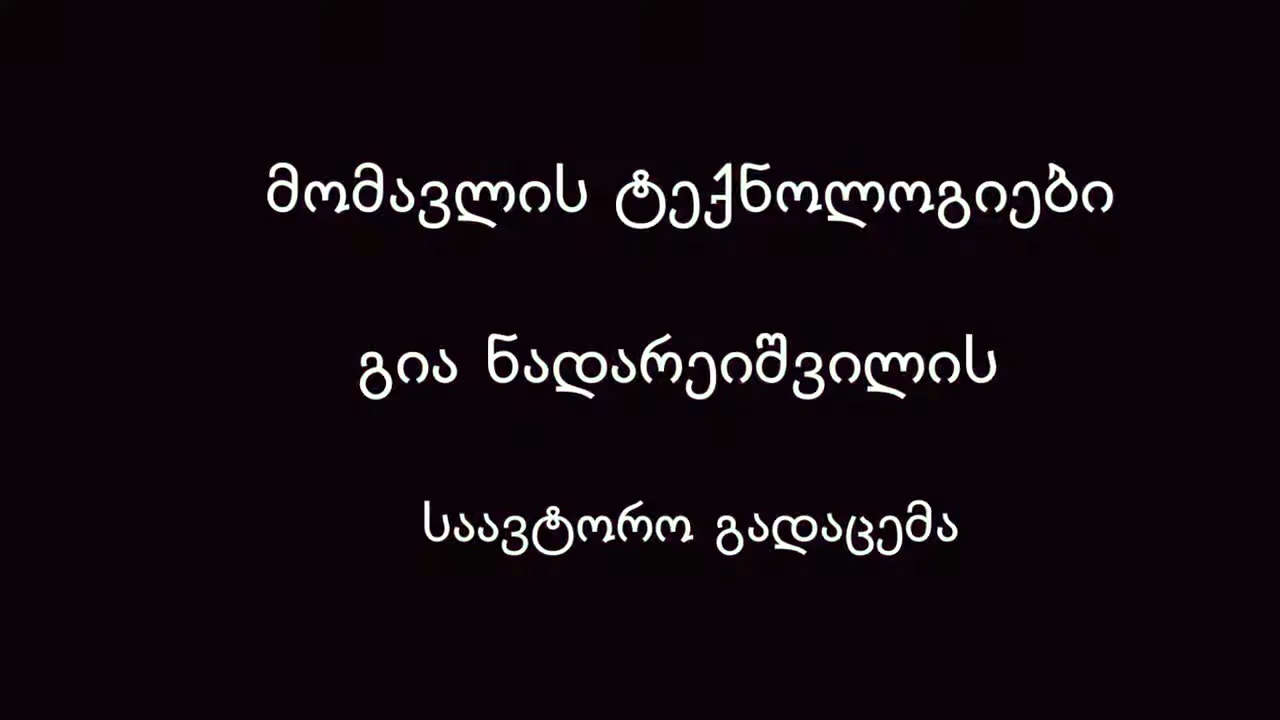 მომავლის ტექნოლოგიები
გია ნადარეიშვილის
საავტორო გადაცემა